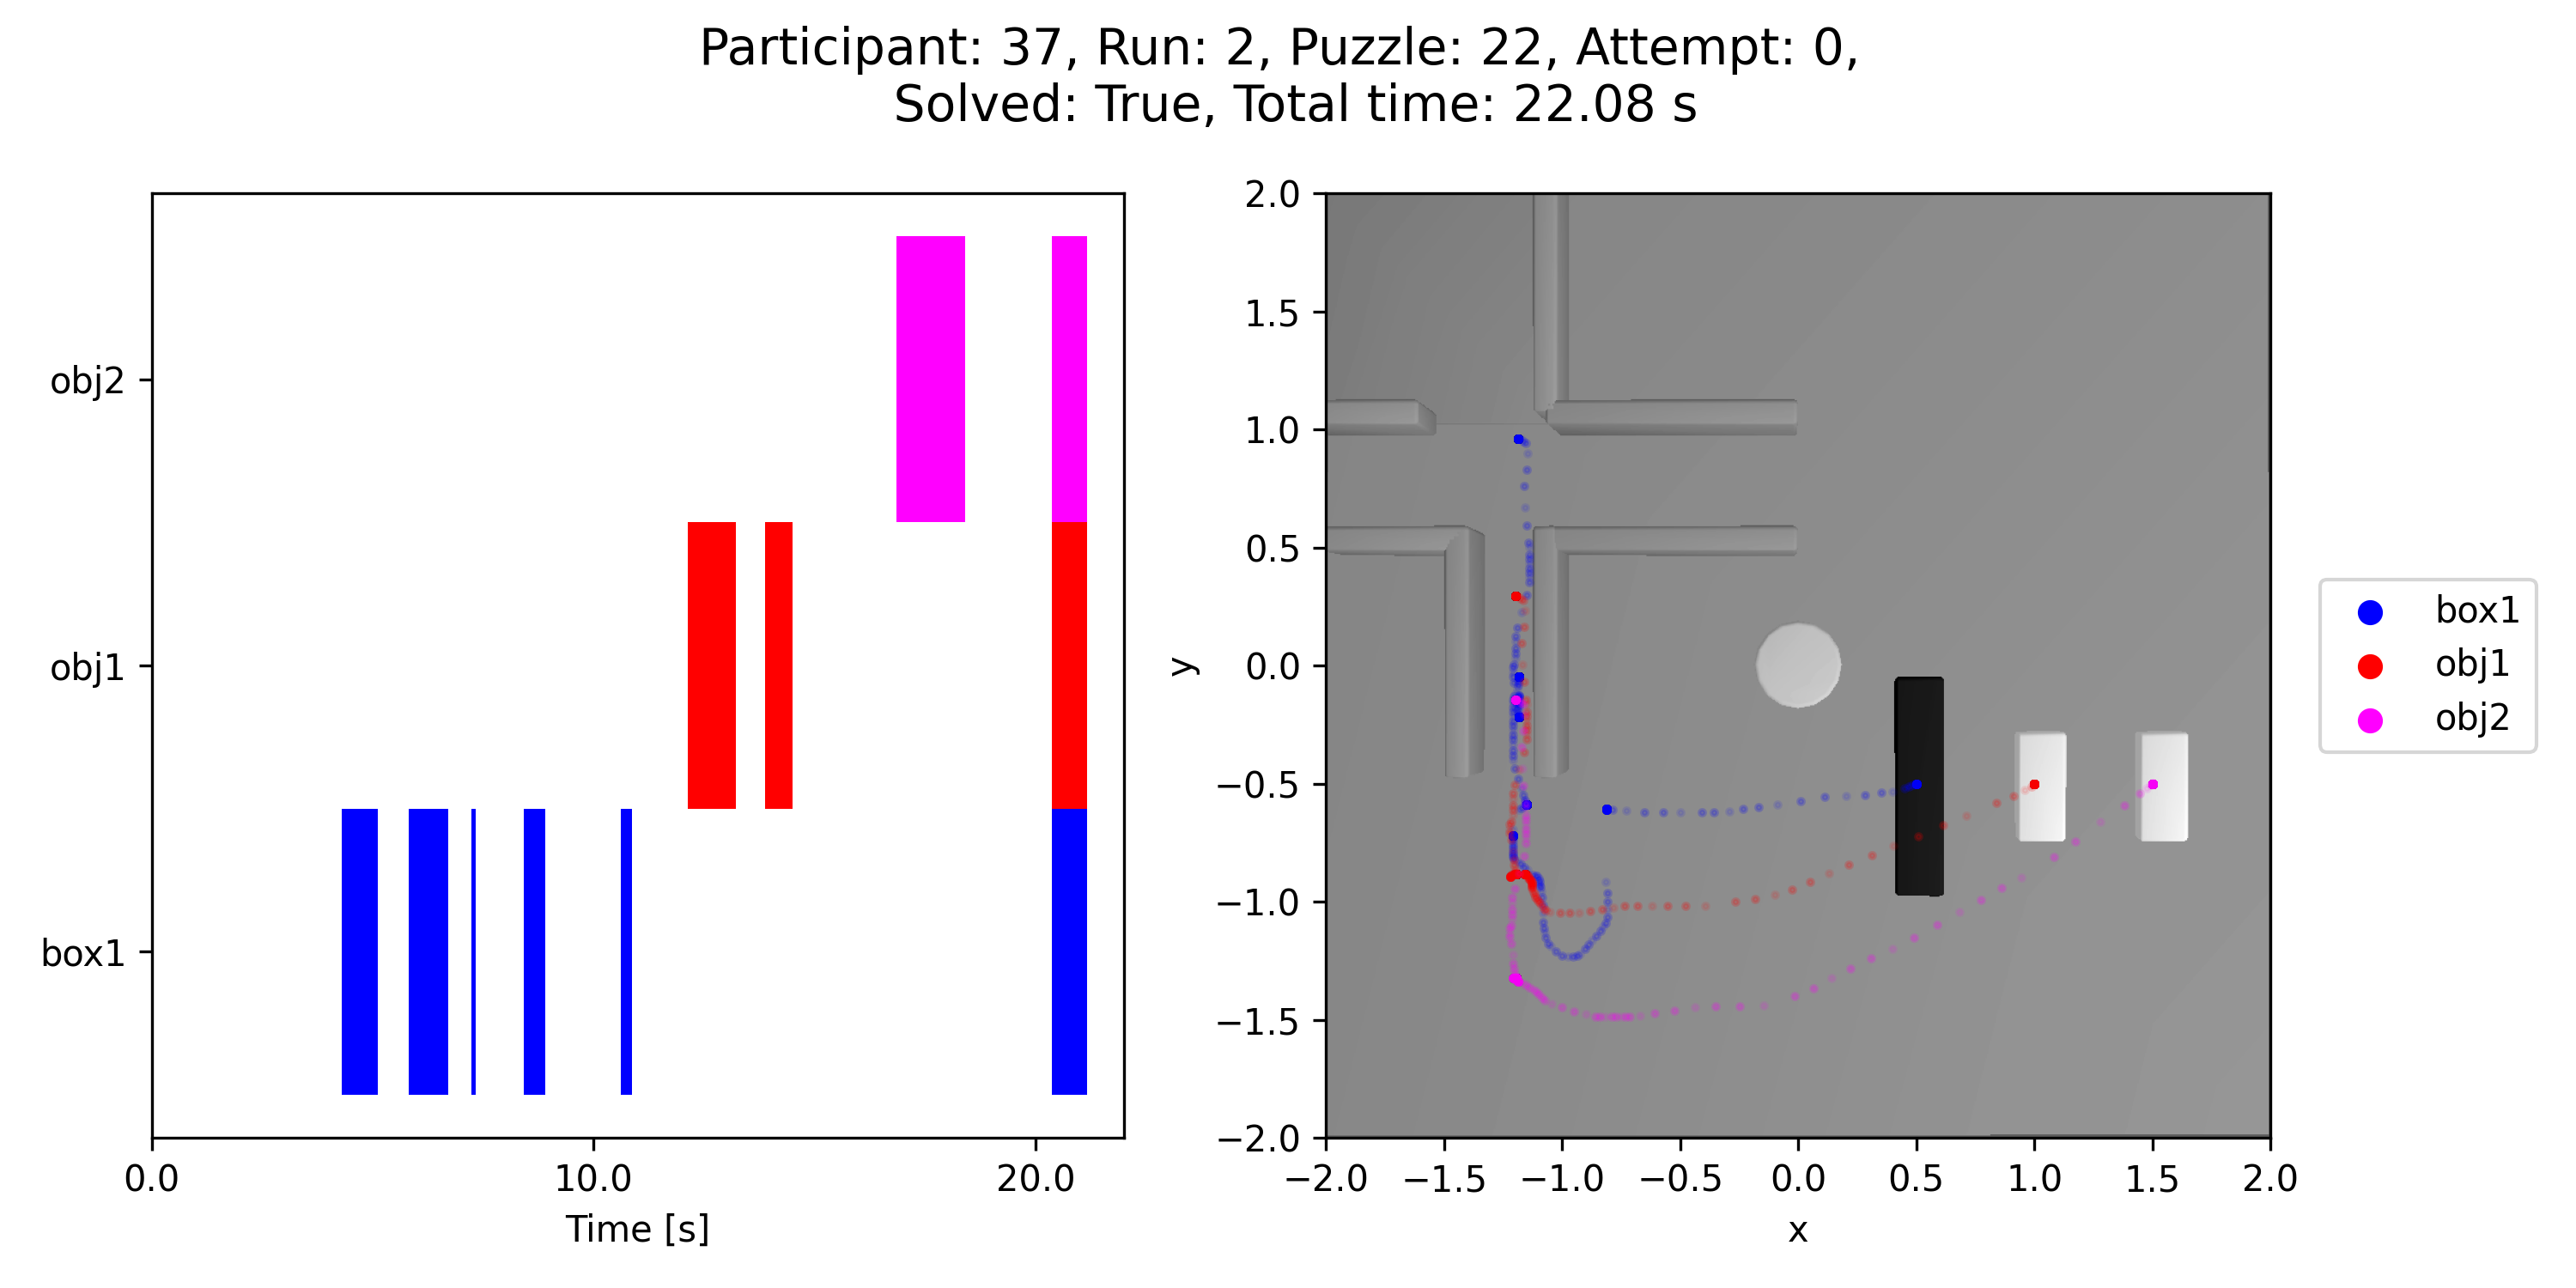 Participant: 37, Run: 2, Puzzle: 22, Attempt: 0,
Solved: True, Total time: 22.08 s
obj2
obj1
box1
0.0 10.0 20.0
Time [s]
2.0
1.5
1.0
0.5
0.0
−0.5
−1.0
−1.5
−2.0
y
−2.0 −1.5 −1.0 −0.5 0.0 0.5 1.0 1.5 2.0
x
box1
obj1
obj2